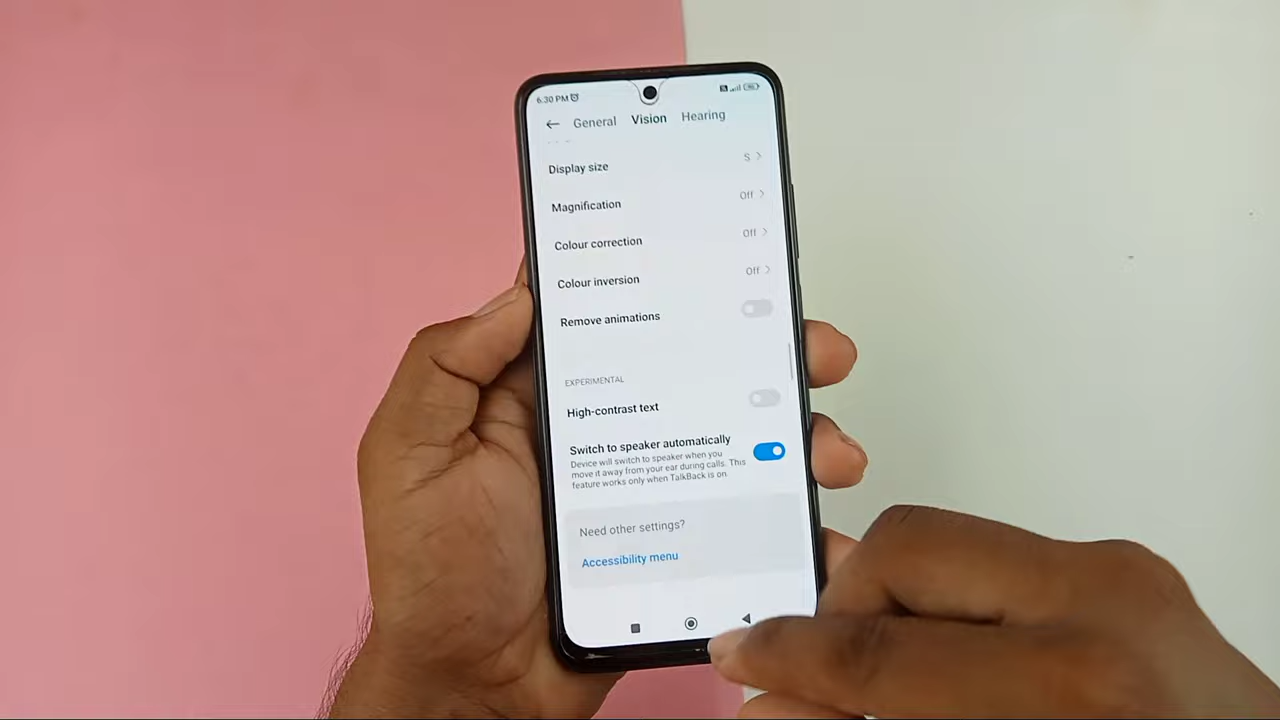 6:30 PM
General Vision Hearing
Display size S
Magnification Off
Colour correction Off
Colour inversion Off
Remove animations
EXPERIMENTAL
High-contrast text
Switch to speaker automatically
Device will switch to speaker when you
move it away from your ear during calls. This
feature works only when TalkBack is on.
Need other settings?
Accessibility menu